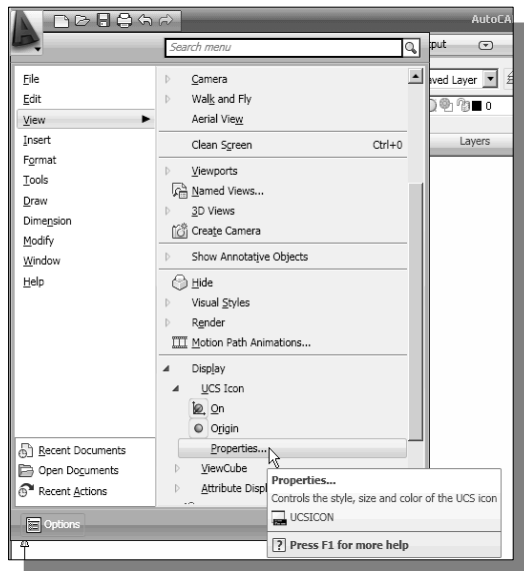 AutoCA
Search menu
put
aved Layer
0
Layers
File
Edit
View
Insert
Format
Tools
Draw
Dimension
Modify
Window
Help
Camera
Walk and Fly
Aerial View
Clean Screen Ctrl+0
Viewports
Named Views...
3D Views
Create Camera
Show Annotative Objects
Hide
Visual Styles
Render
Motion Path Animations...
Display
UCS Icon
On
Origin
Properties...
ViewCube
Attribute Displ
Recent Documents
Open Documents
Recent Actions
Options
Properties...
Controls the style, size and color of the UCS icon
UCSICON
Press F1 for more help